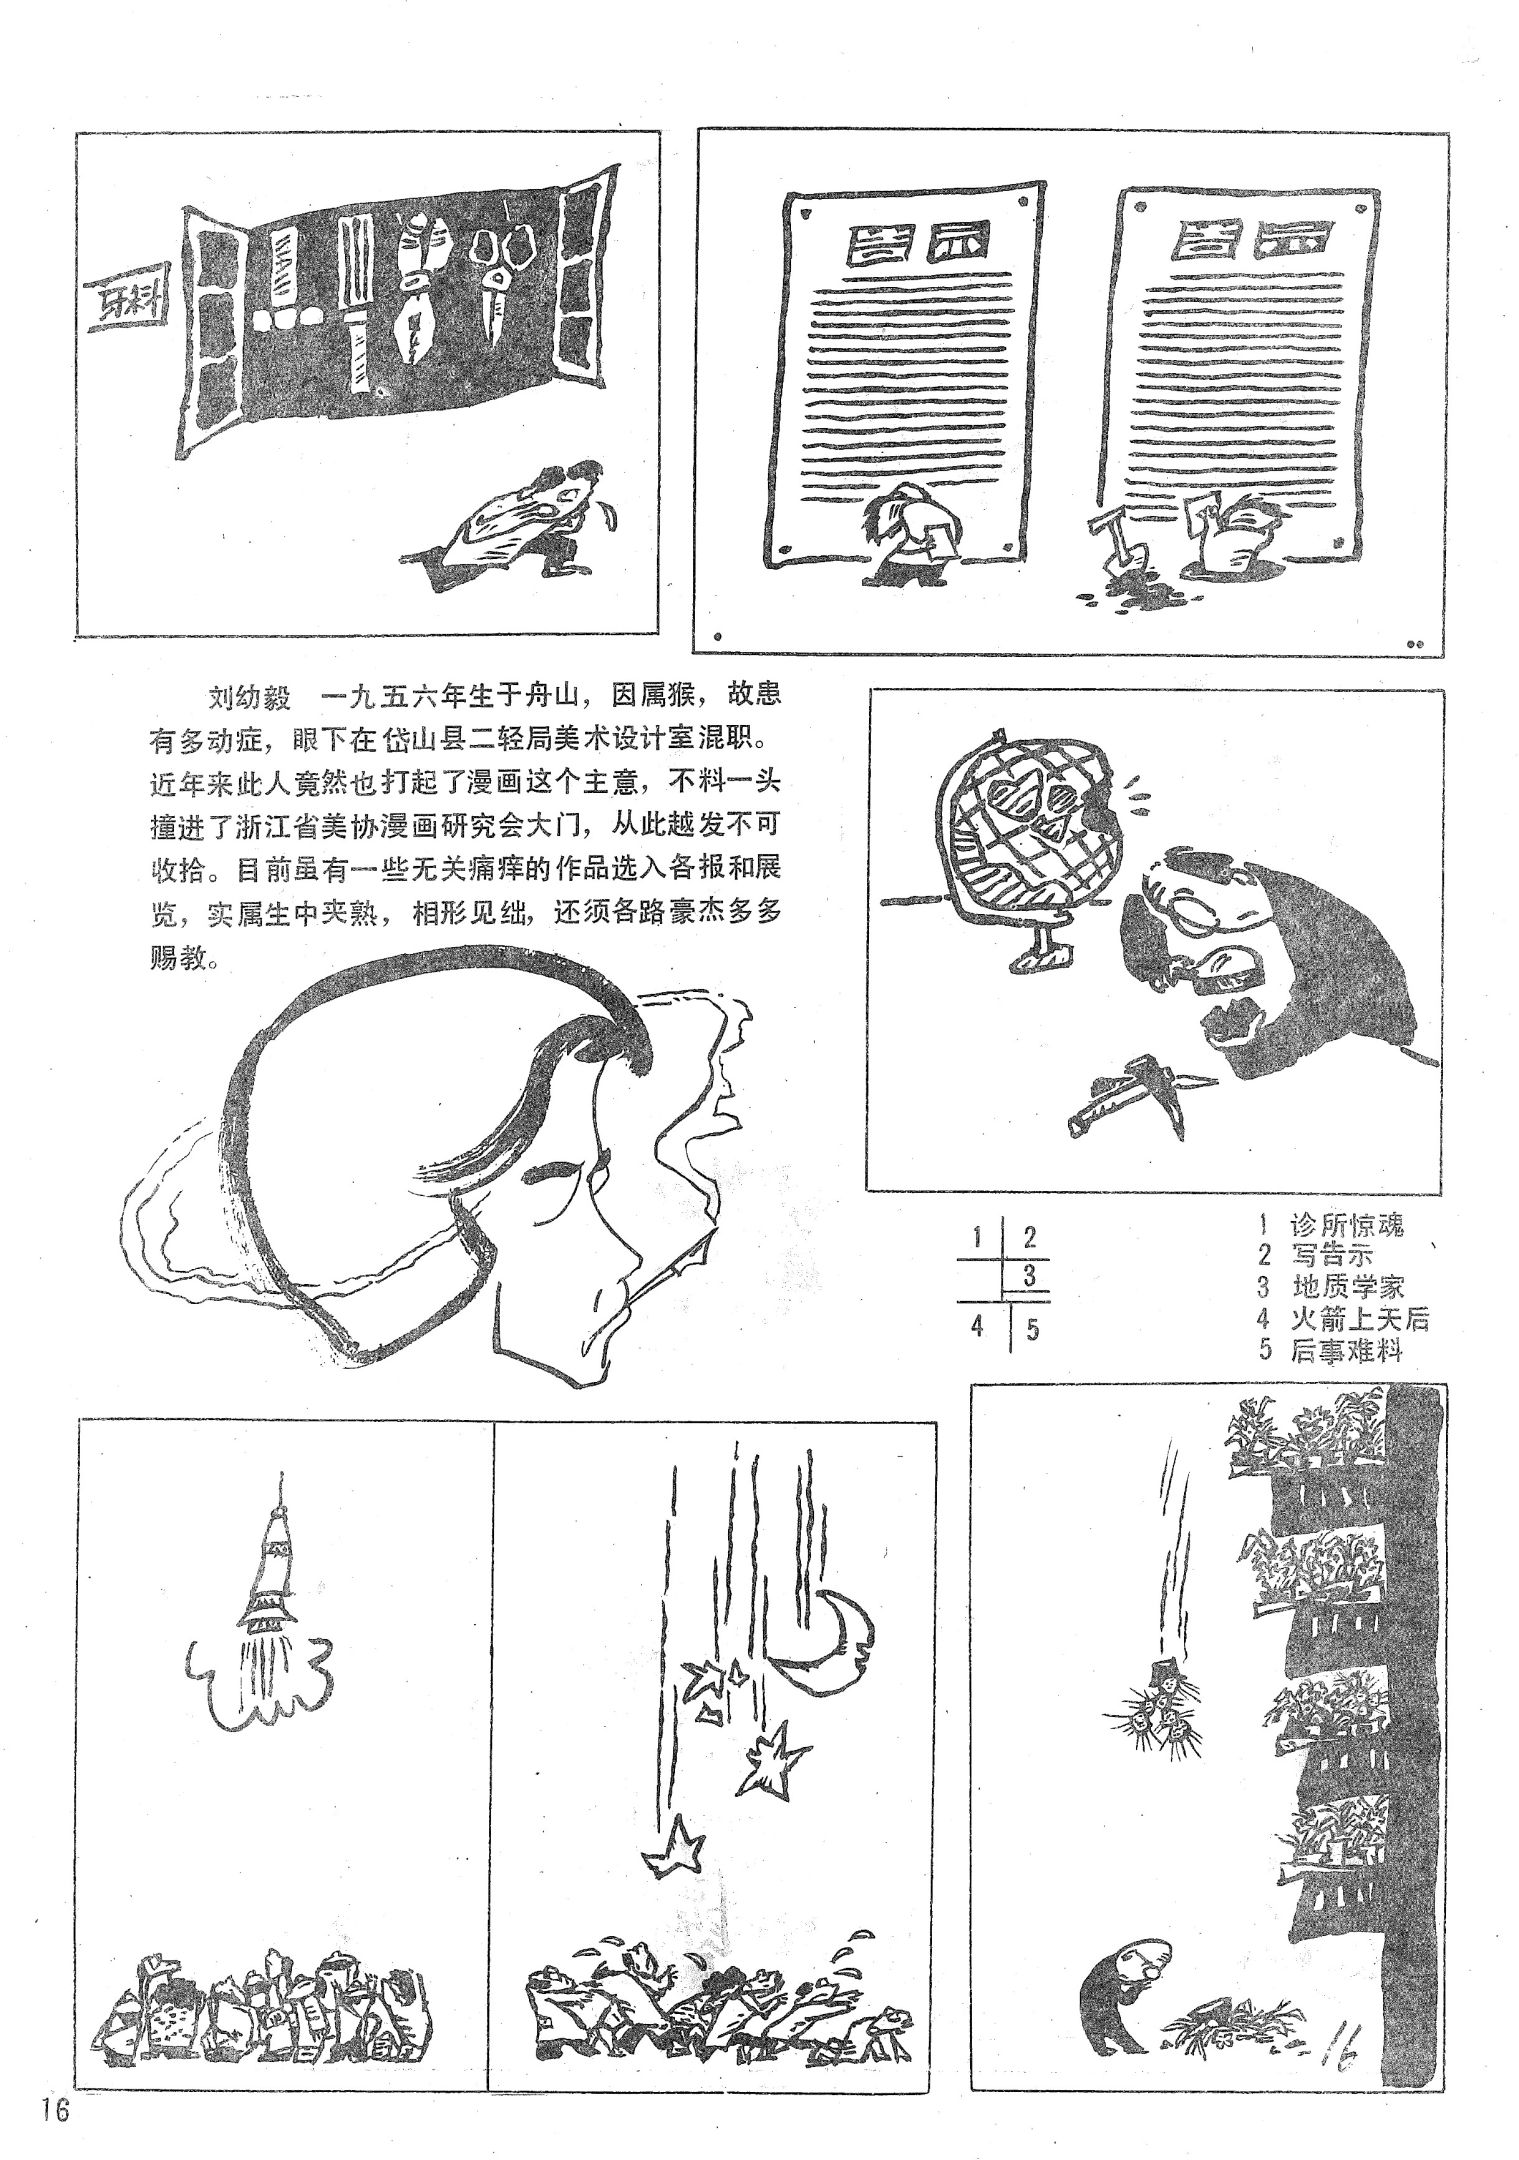 牙科
告示
告示
刘幼毅 一九五六年生于舟山，因属猴，故患
有多动症，眼下在岱山县二轻局美术设计室混职。
近年来此人竟然也打起了漫画这个主意，不料一头
撞进了浙江省美协漫画研究会大门，从此越发不可
收拾。目前虽有一些无关痛痒的作品选入各报和展
览，实属生中夹熟，相形见绌，还须各路豪杰多多
赐教。
1 2
3
4 5
1 诊所惊魂
2 写告示
3 地质学家
4 火箭上天后
5 后事难料
16
16